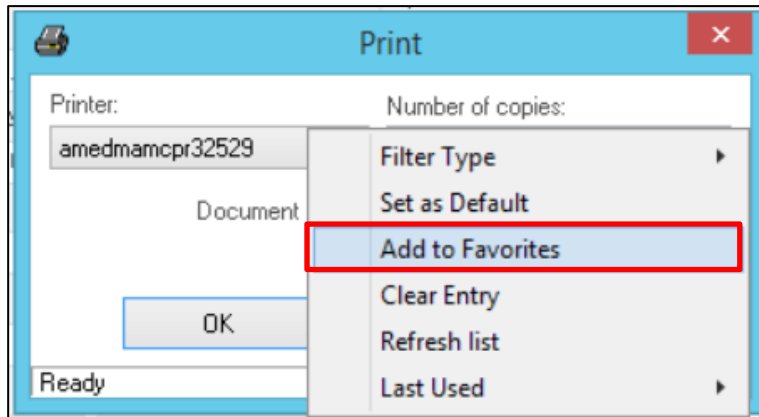 Print
Printer:
Number of copies:
amedmamcpr32529
Filter Type
Set as Default
Document
Add to Favorites
Clear Entry
OK
Refresh list
Ready
Last Used